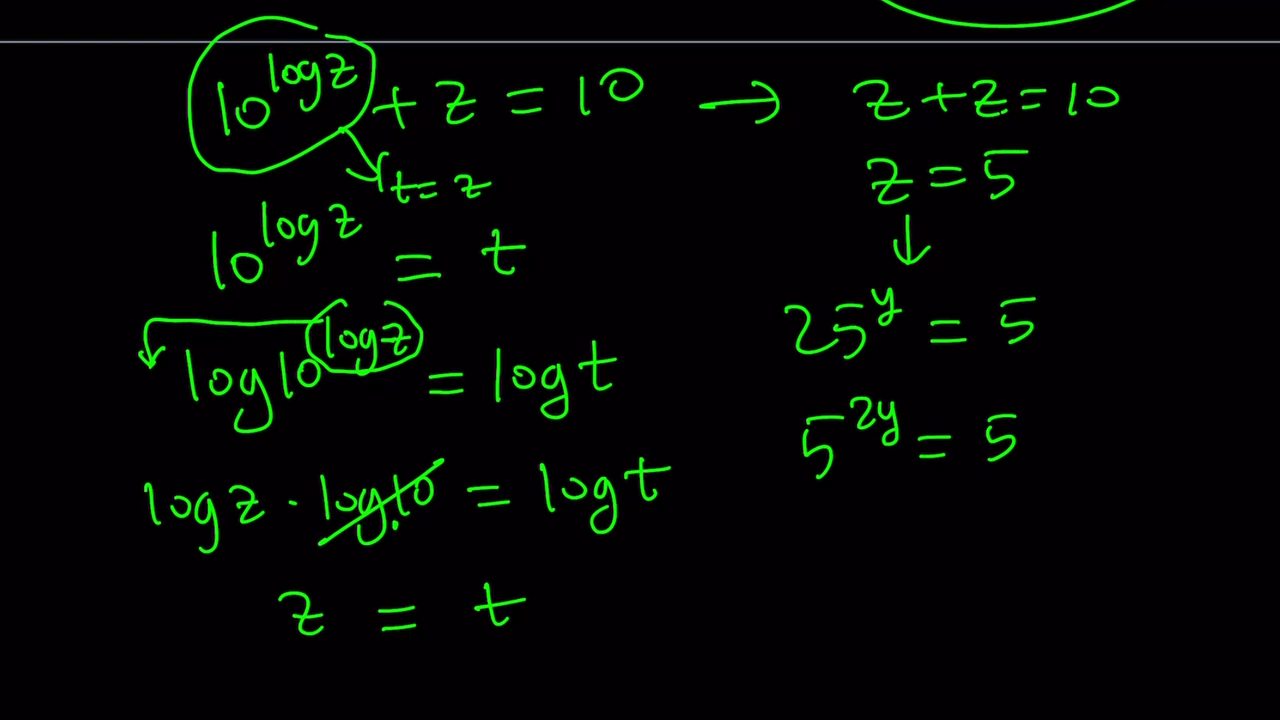 10^{log z} + z = 10 → z + z = 10
t = z
z = 5
10^{log z} = t
↓
25^y = 5
log 10^{log z} = log t
5^{2y} = 5
log z · log 10 = log t
z = t